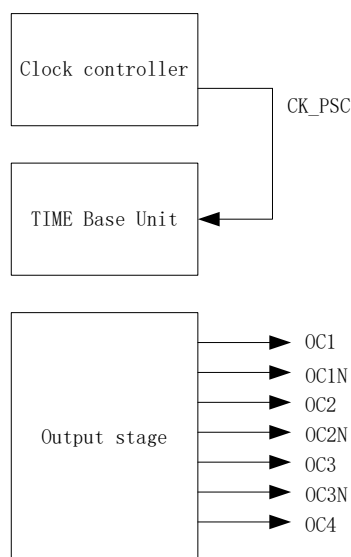 Clock controller
CK_PSC
TIME Base Unit
Output stage
OC1
OC1N
OC2
OC2N
OC3
OC3N
OC4